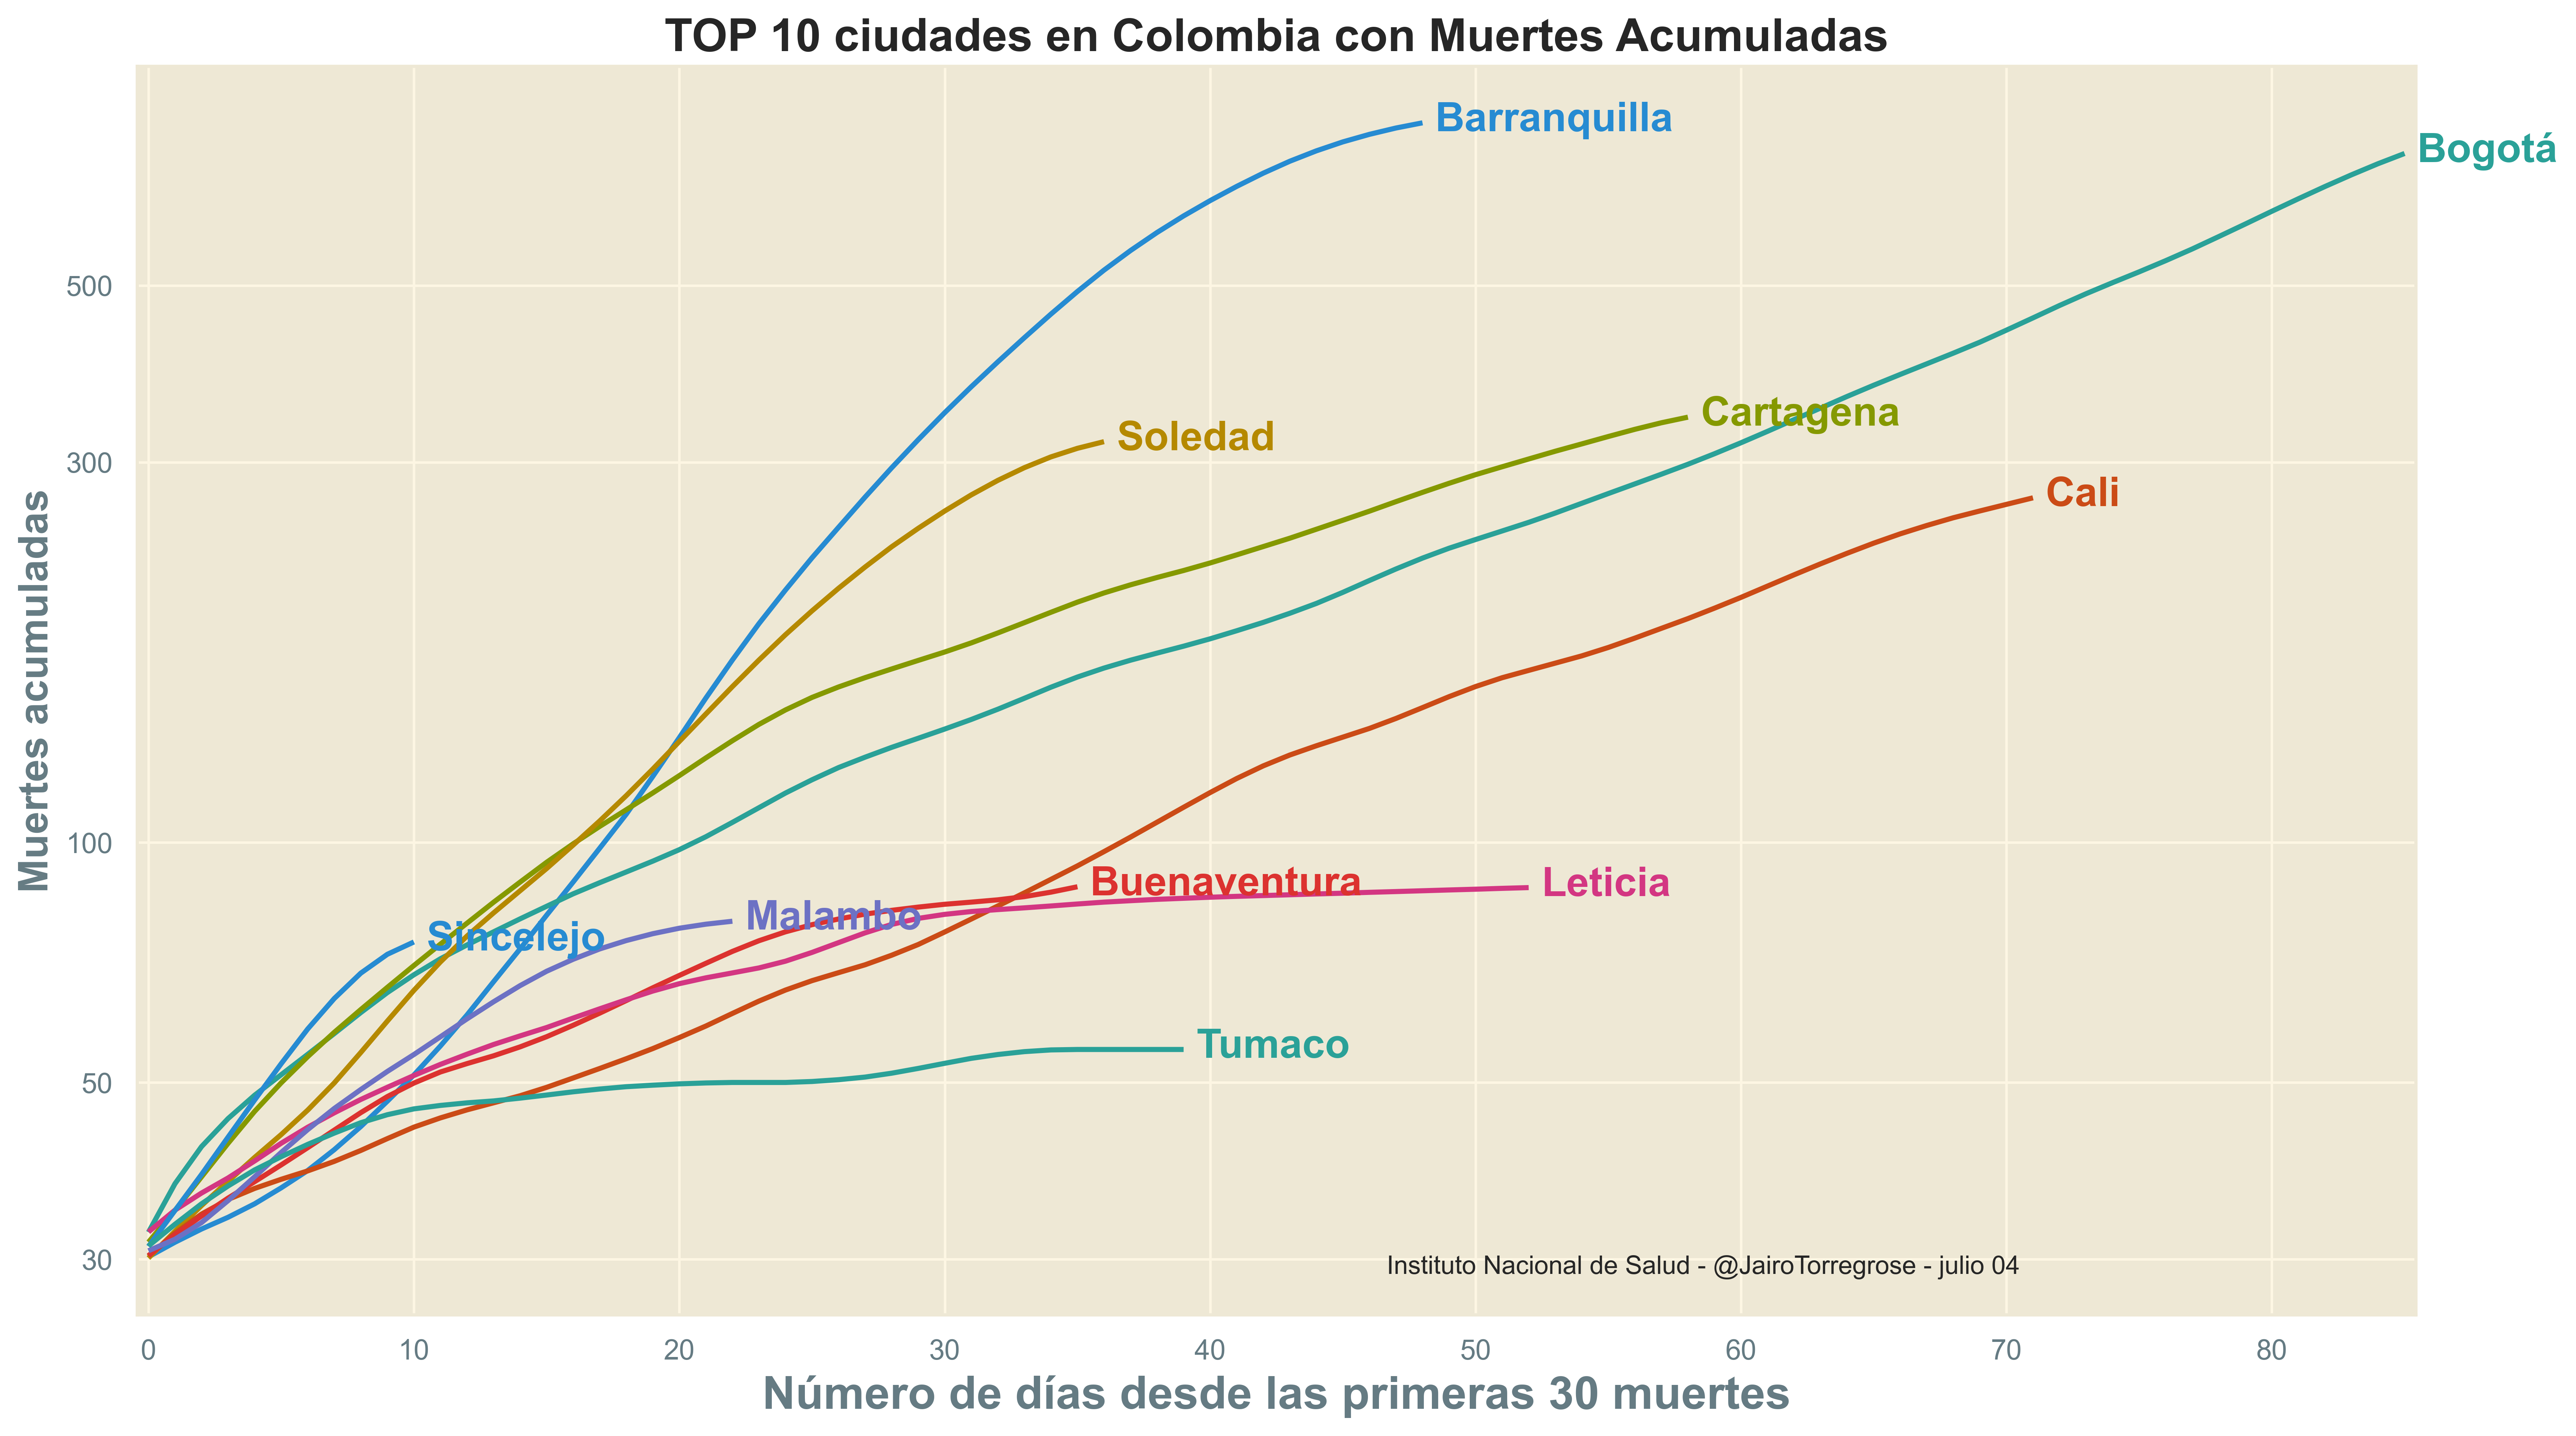 TOP 10 ciudades en Colombia con Muertes Acumuladas
Barranquilla
Bogotá
500
Cartagena
Soledad
300
Cali
Muertes acumuladas
100
Buenaventura
Leticia
Malambo
Sincelejo
Tumaco
50
30
Instituto Nacional de Salud - @JairoTorregrose - julio 04
0 10 20 30 40 50 60 70 80
Número de días desde las primeras 30 muertes